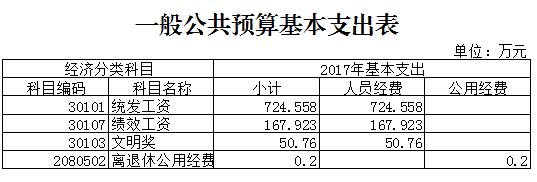 一般公共预算基本支出表
单位：万元
经济分类科目 2017年基本支出
科目编码 科目名称 小计 人员经费 公用经费
30101 统发工资 724.558 724.558
30107 绩效工资 167.923 167.923
30103 文明奖 50.76 50.76
2080502 离退休公用经费 0.2 0.2